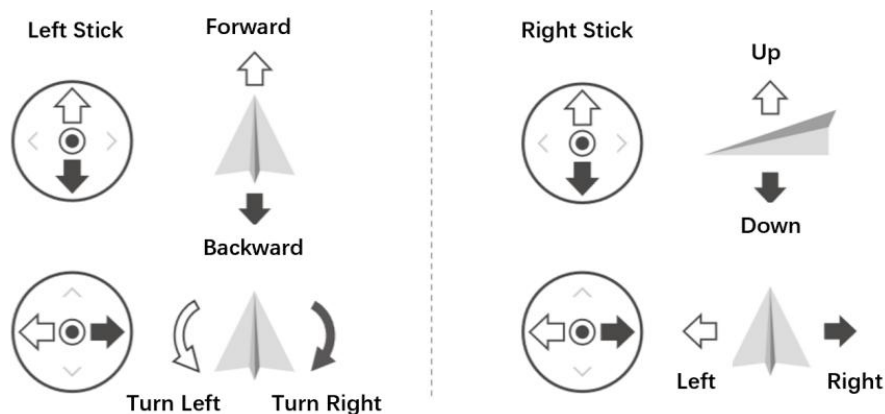 Left Stick
Forward
Backward
Turn Left
Turn Right
Right Stick
Up
Down
Left
Right